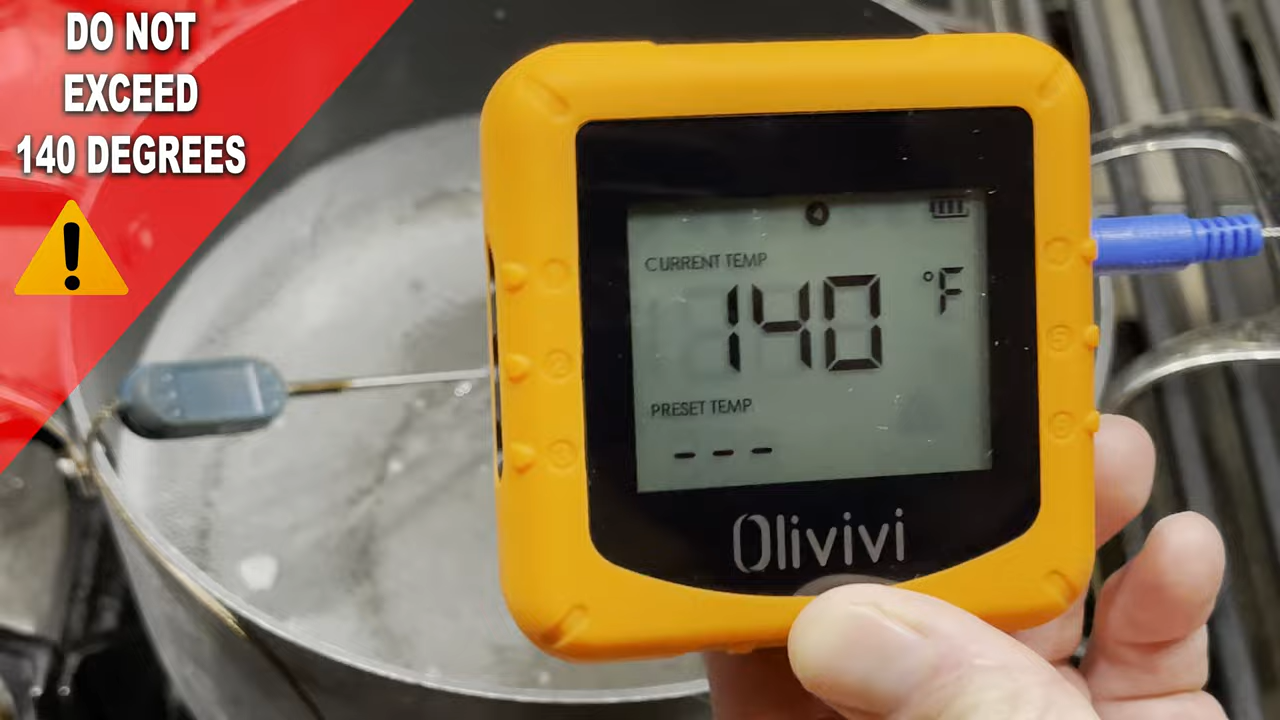 DO NOT
EXCEED
140 DEGREES
CURRENT TEMP
140 °F
PRESET TEMP
---
Olivivi